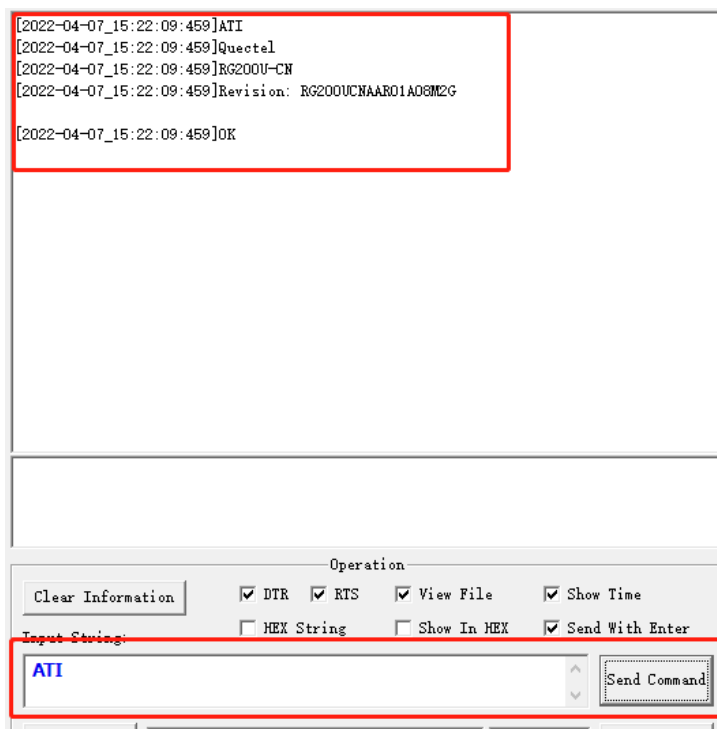 [2022-04-07_15:22:09:459]ATI
[2022-04-07_15:22:09:459]Quectel
[2022-04-07_15:22:09:459]RG200U-CN
[2022-04-07_15:22:09:459]Revision: RG200UCNAAR01A08M2G
[2022-04-07_15:22:09:459]OK
Operation
Clear Information DTR RTS View File Show Time
HEX String Show In HEX Send With Enter
Input String:
ATI
Send Command